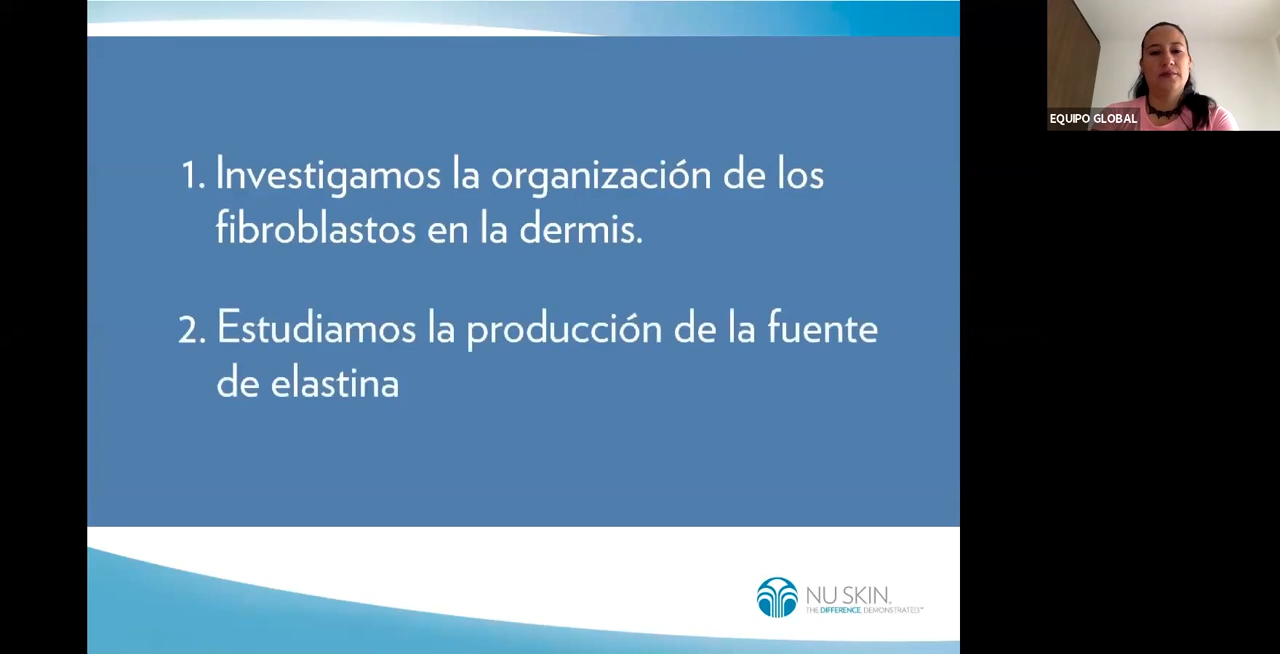 EQUIPO GLOBAL
1. Investigamos la organización de los
fibroblastos en la dermis.
2. Estudiamos la producción de la fuente
de elastina
NU SKIN.
THE DIFFERENCE. DEMONSTRATED.™